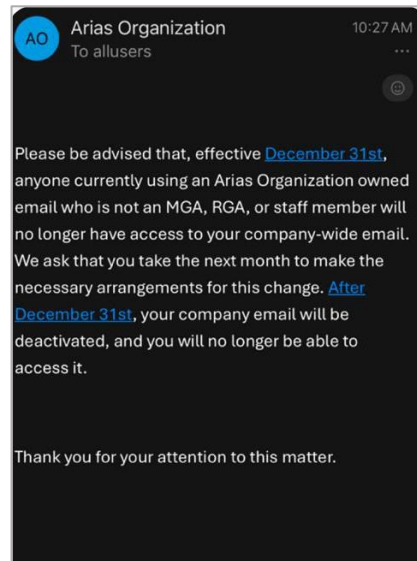 AO
Arias Organization
10:27 AM
To allusers
...
Please be advised that, effective December 31st,
anyone currently using an Arias Organization owned
email who is not an MGA, RGA, or staff member will
no longer have access to your company-wide email.
We ask that you take the next month to make the
necessary arrangements for this change. After
December 31st, your company email will be
deactivated, and you will no longer be able to
access it.
Thank you for your attention to this matter.